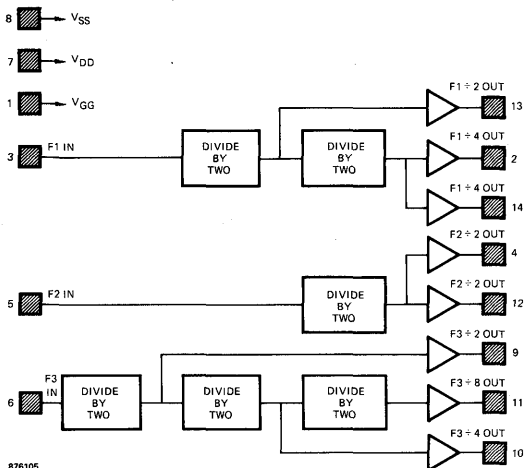 8 VSS
7 VDD
1 VGG
F1 ÷ 2 OUT
13
3 F1 IN
DIVIDE
BY
TWO
DIVIDE
BY
TWO
F1 ÷ 4 OUT
2
F1 ÷ 4 OUT
14
F2 ÷ 2 OUT
4
5 F2 IN
DIVIDE
BY
TWO
F2 ÷ 2 OUT
12
F3 ÷ 2 OUT
9
6 F3
IN
DIVIDE
BY
TWO
DIVIDE
BY
TWO
DIVIDE
BY
TWO
F3 ÷ 8 OUT
11
F3 ÷ 4 OUT
10
876105